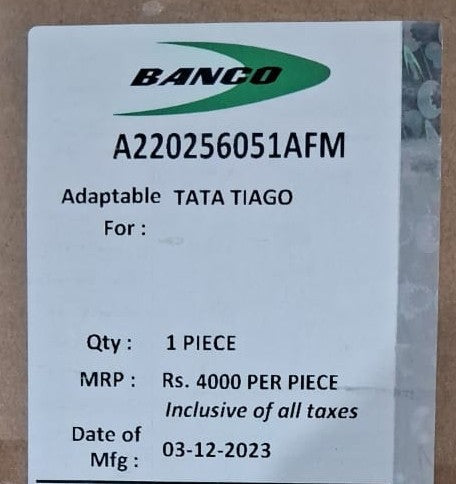 BANCO
A220256051AFM
Adaptable TATA TIAGO
For :
Qty : 1 PIECE
MRP : Rs. 4000 PER PIECE
Inclusive of all taxes
Date of
Mfg : 03-12-2023